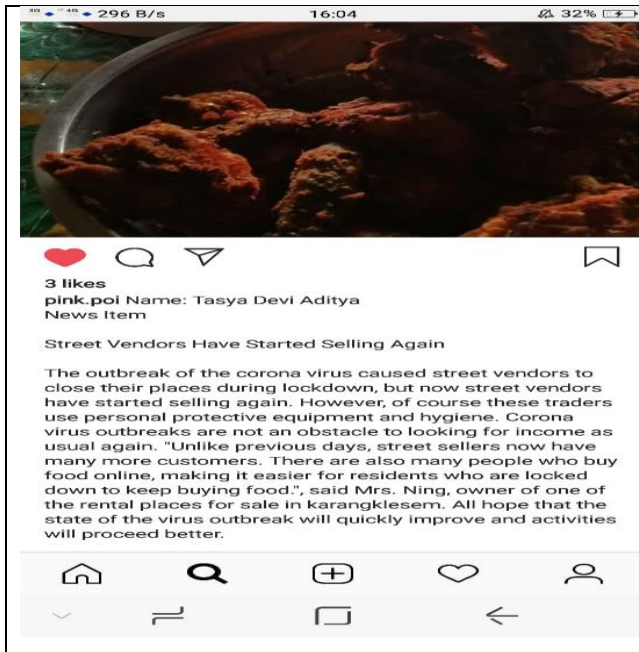 296 B/s 16:04 32%
3 likes
pink.poi Name: Tasya Devi Aditya
News Item
Street Vendors Have Started Selling Again
The outbreak of the corona virus caused street vendors to
close their places during lockdown, but now street vendors
have started selling again. However, of course these traders
use personal protective equipment and hygiene. Corona
virus outbreaks are not an obstacle to looking for income as
usual again. "Unlike previous days, street sellers now have
many more customers. There are also many people who buy
food online, making it easier for residents who are locked
down to keep buying food.", said Mrs. Ning, owner of one of
the rental places for sale in karangklesem. All hope that the
state of the virus outbreak will quickly improve and activities
will proceed better.